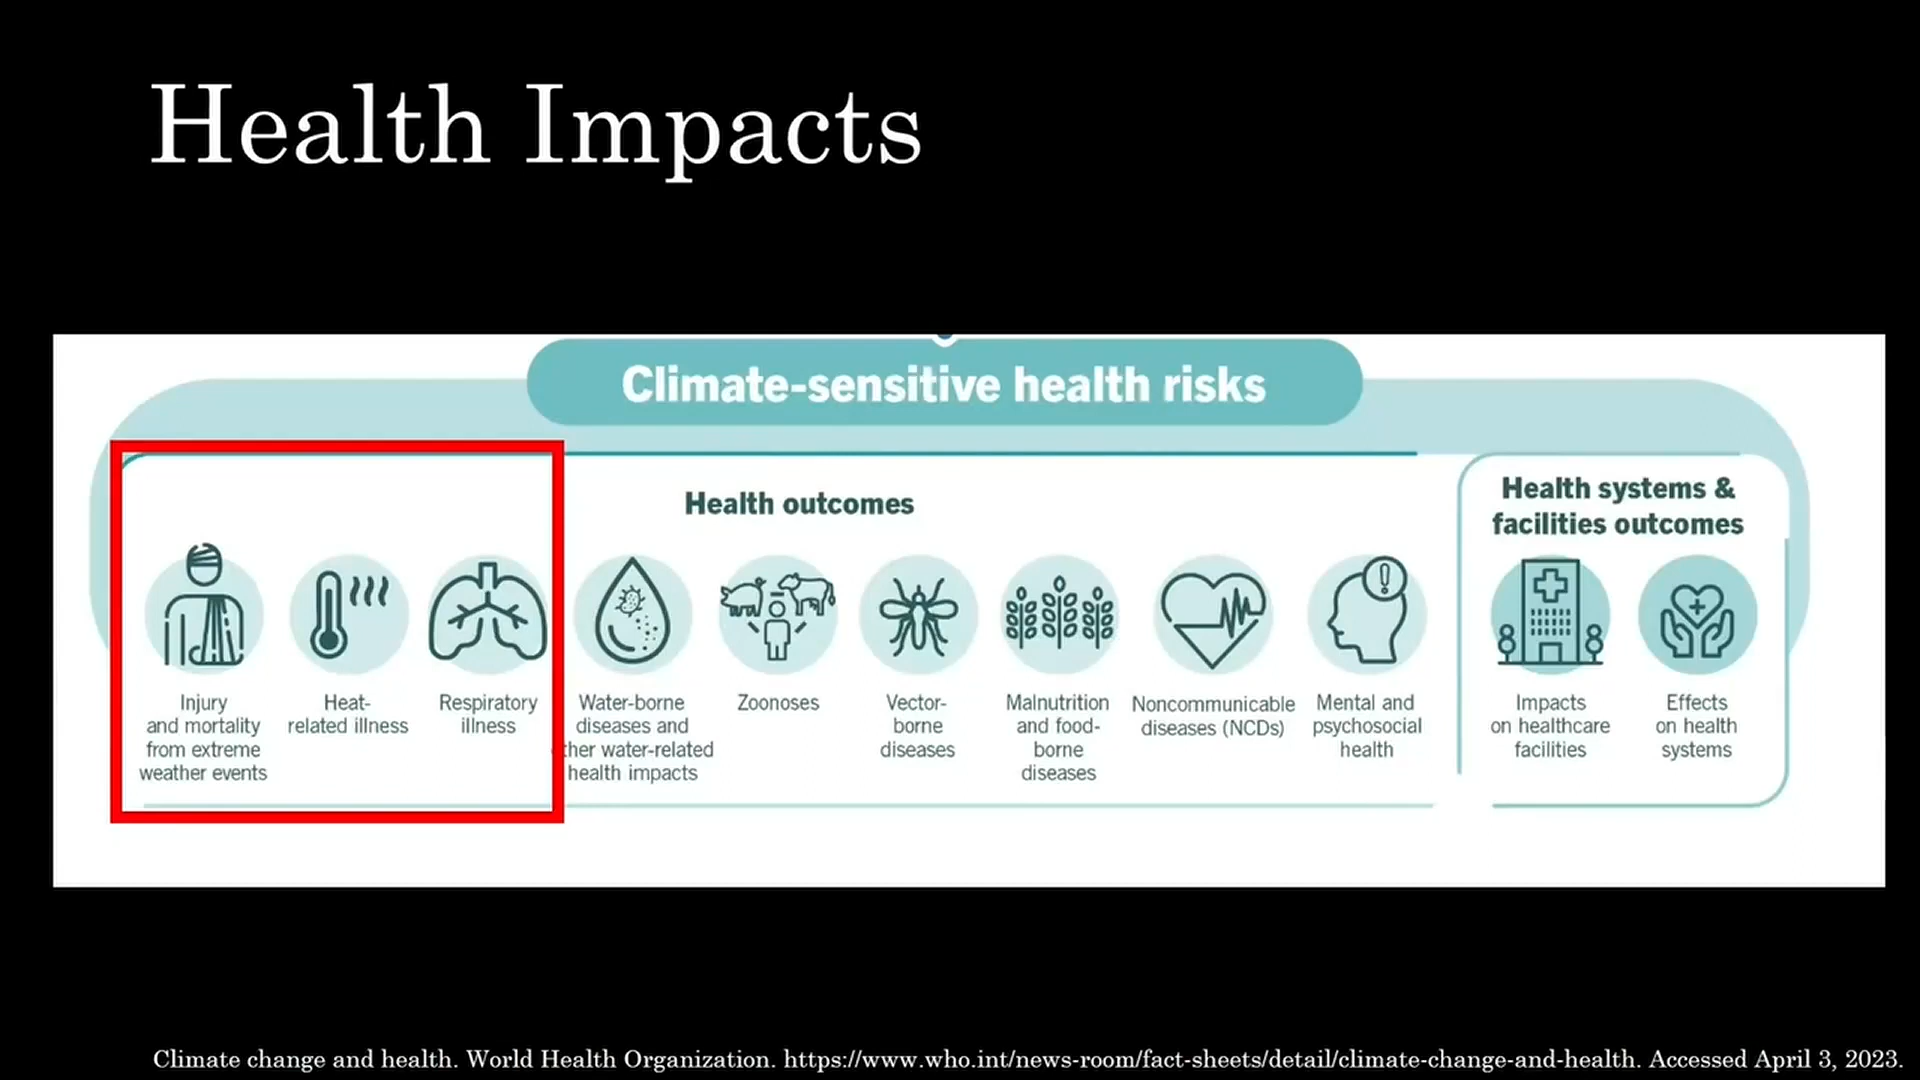 Health Impacts
Climate-sensitive health risks
Health outcomes
Injury
and mortality
from extreme
weather events
Heat-
related illness
Respiratory
illness
Water-borne
diseases and
ther water-related
health impacts
Zoonoses
Vector-
borne
diseases
Malnutrition
and food-
borne
diseases
Noncommunicable
diseases (NCDs)
Mental and
psychosocial
health
Health systems &
facilities outcomes
Impacts
on healthcare
facilities
Effects
on health
systems
Climate change and health. World Health Organization. https://www.who.int/news-room/fact-sheets/detail/climate-change-and-health. Accessed April 3, 2023.